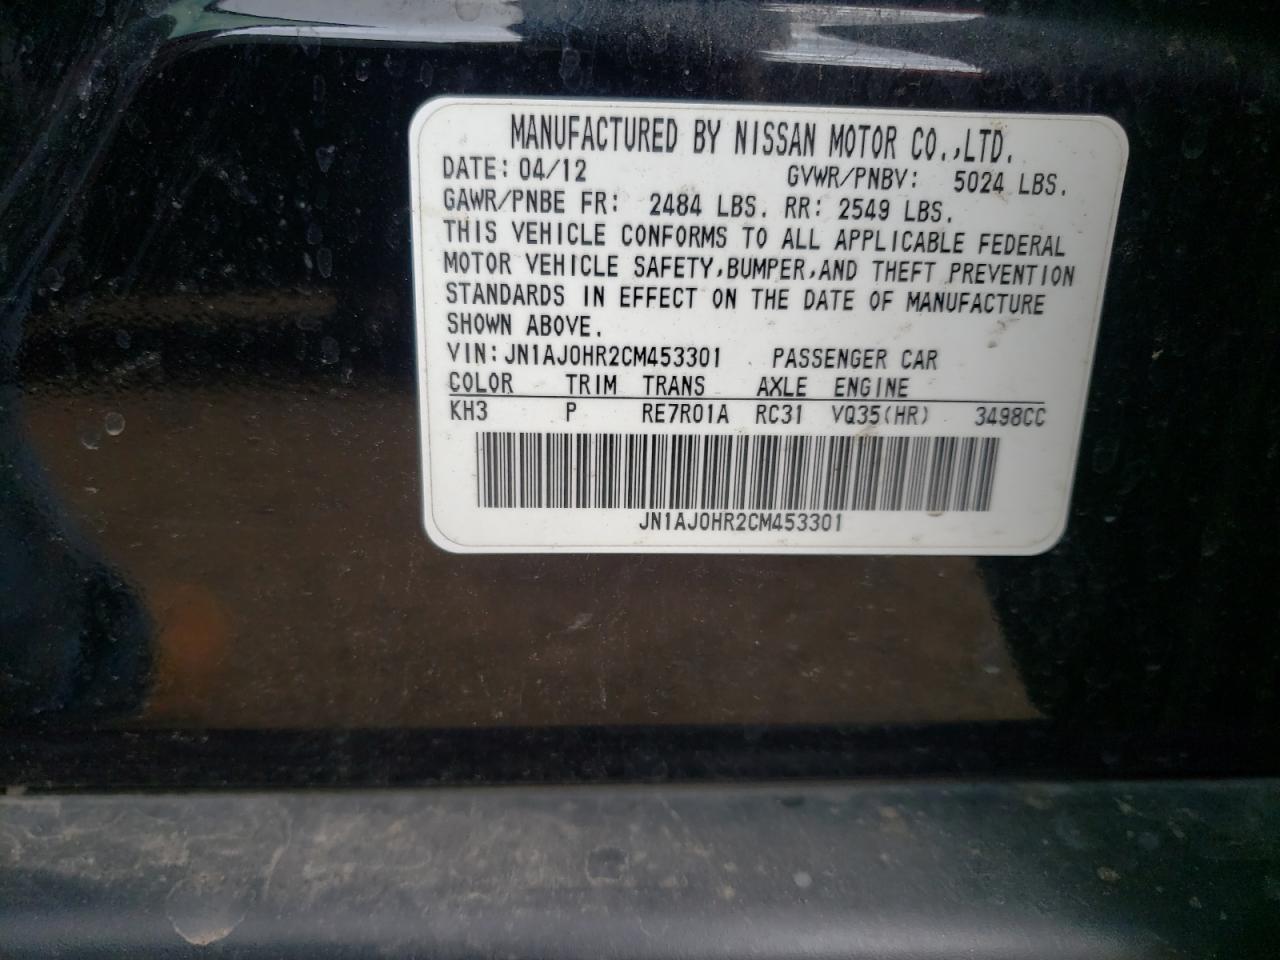 MANUFACTURED BY NISSAN MOTOR CO.,LTD.
DATE: 04/12 GVWR/PNBV: 5024 LBS.
GAWR/PNBE FR: 2484 LBS. RR: 2549 LBS.
THIS VEHICLE CONFORMS TO ALL APPLICABLE FEDERAL
MOTOR VEHICLE SAFETY,BUMPER,AND THEFT PREVENTION
STANDARDS IN EFFECT ON THE DATE OF MANUFACTURE
SHOWN ABOVE.
VIN: JN1AJ0HR2CM453301 PASSENGER CAR
COLOR TRIM TRANS AXLE ENGINE
KH3 P RE7R01A RC31 VQ35(HR) 3498CC
JN1AJ0HR2CM453301